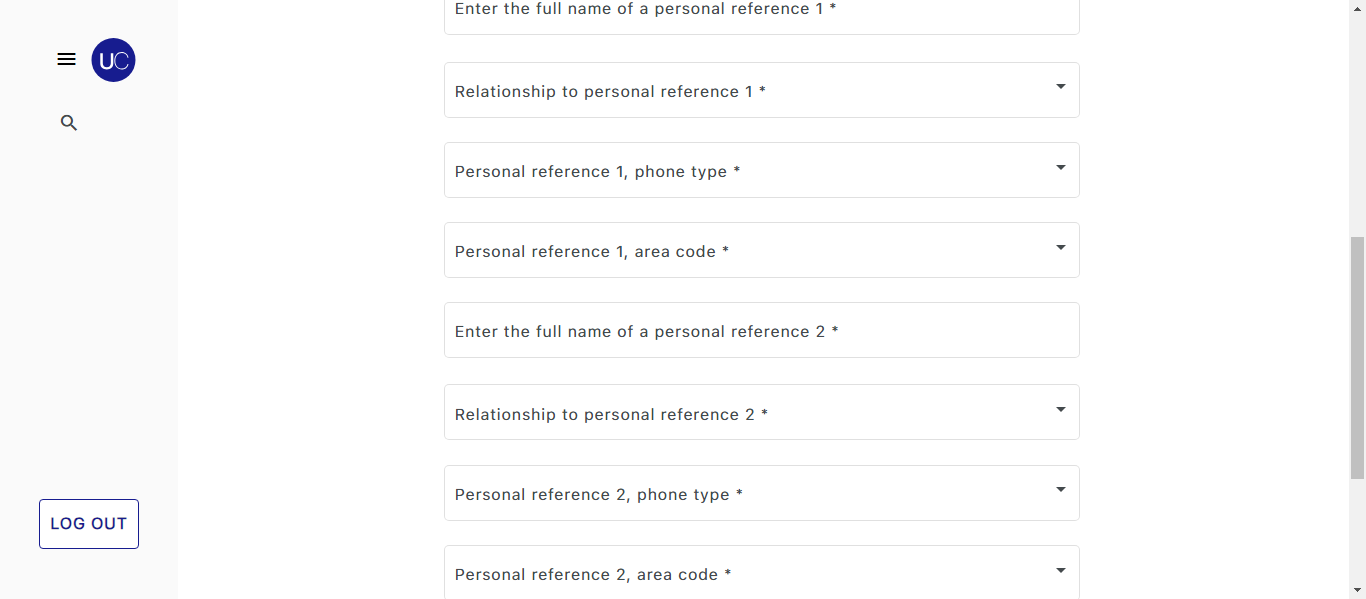 UC
Enter the full name of a personal reference 1 *
Relationship to personal reference 1 *
Personal reference 1, phone type *
Personal reference 1, area code *
Enter the full name of a personal reference 2 *
Relationship to personal reference 2 *
Personal reference 2, phone type *
Personal reference 2, area code *
LOG OUT